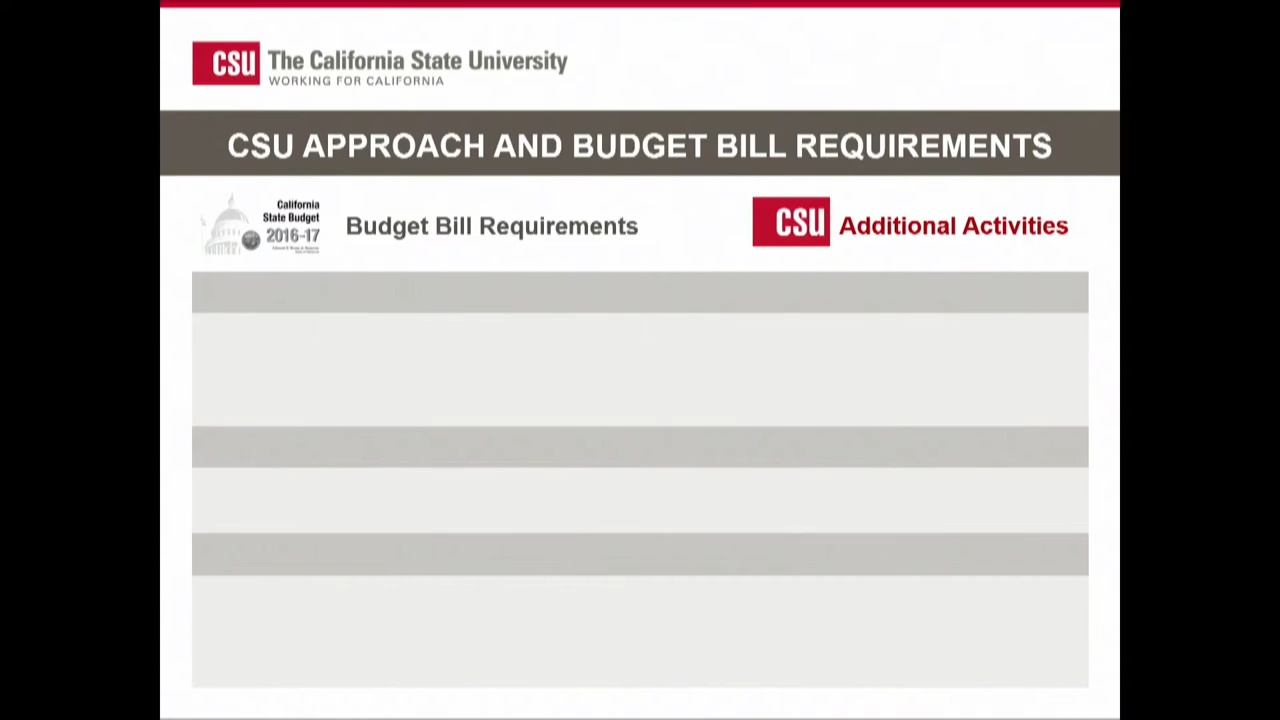 CSU The California State University
WORKING FOR CALIFORNIA
CSU APPROACH AND BUDGET BILL REQUIREMENTS
California
State Budget
2016-17
Budget Bill Requirements
CSU Additional Activities